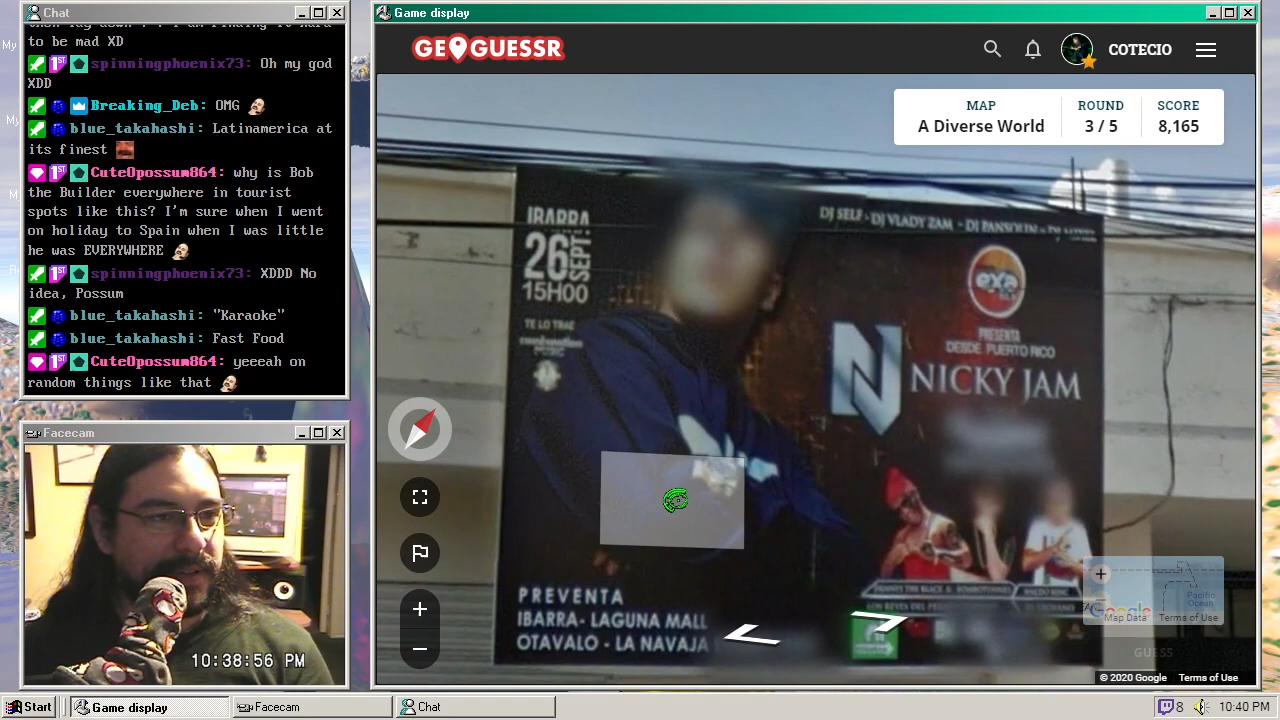 Chat
to be mad XD
spinningphoenix73: Oh my god
XDD
Breaking_Deb: OMG
blue_takahashi: Latinamerica at
its finest
CuteOpossum864: why is Bob
the Builder everywhere in tourist
spots like this? I'm sure when I went
on holiday to Spain when I was little
he was EVERYWHERE
spinningphoenix73: XDDD No
idea, Possum
blue_takahashi: "Karaoke"
blue_takahashi: Fast Food
CuteOpossum864: yeeeah on
random things like that
Facecam
10:38:56 PM
Game display
GEOGUESSR
COTECIO
MAP
A Diverse World
ROUND
3 / 5
SCORE
8,165
IBARRA
26
SEPT
15H00
TE LO TRAE
PREVENTA
IBARRA- LAGUNA MALL
OTAVALO - LA NAVAJA
DJ SELF - DJ VLADY ZAM -
exa
PRESENTA
DESDE PUERTO RICO
N
NICKY JAM
Google
Pacific
Ocean
Map Data
Terms of Use
GUESS
© 2020 Google
Terms of Use
Start
Game display
Facecam
Chat
8
10:40 PM